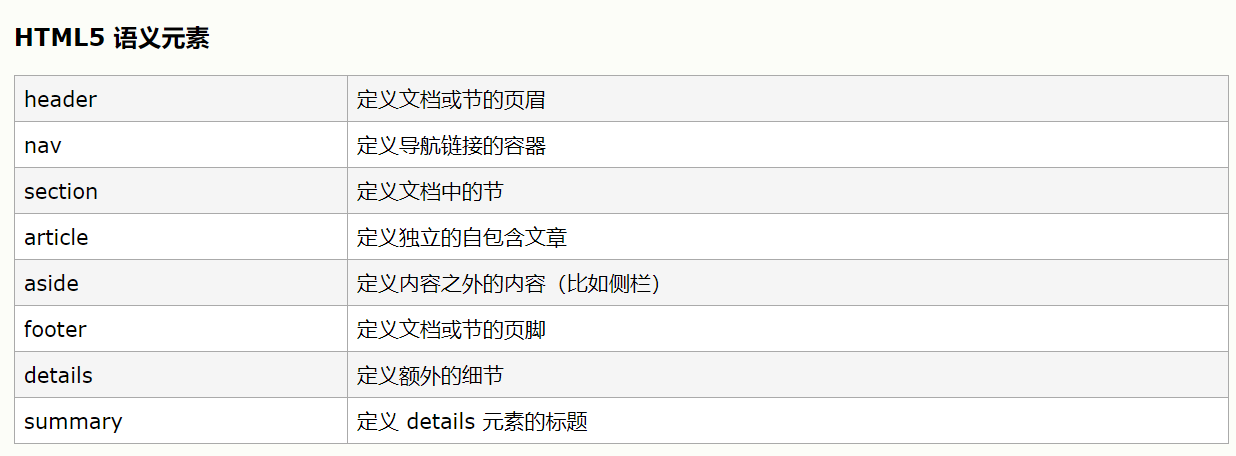 HTML5 语义元素
header 定义文档或节的页眉
nav 定义导航链接的容器
section 定义文档中的节
article 定义独立的自包含文章
aside 定义内容之外的内容（比如侧栏）
footer 定义文档或节的页脚
details 定义额外的细节
summary 定义 details 元素的标题